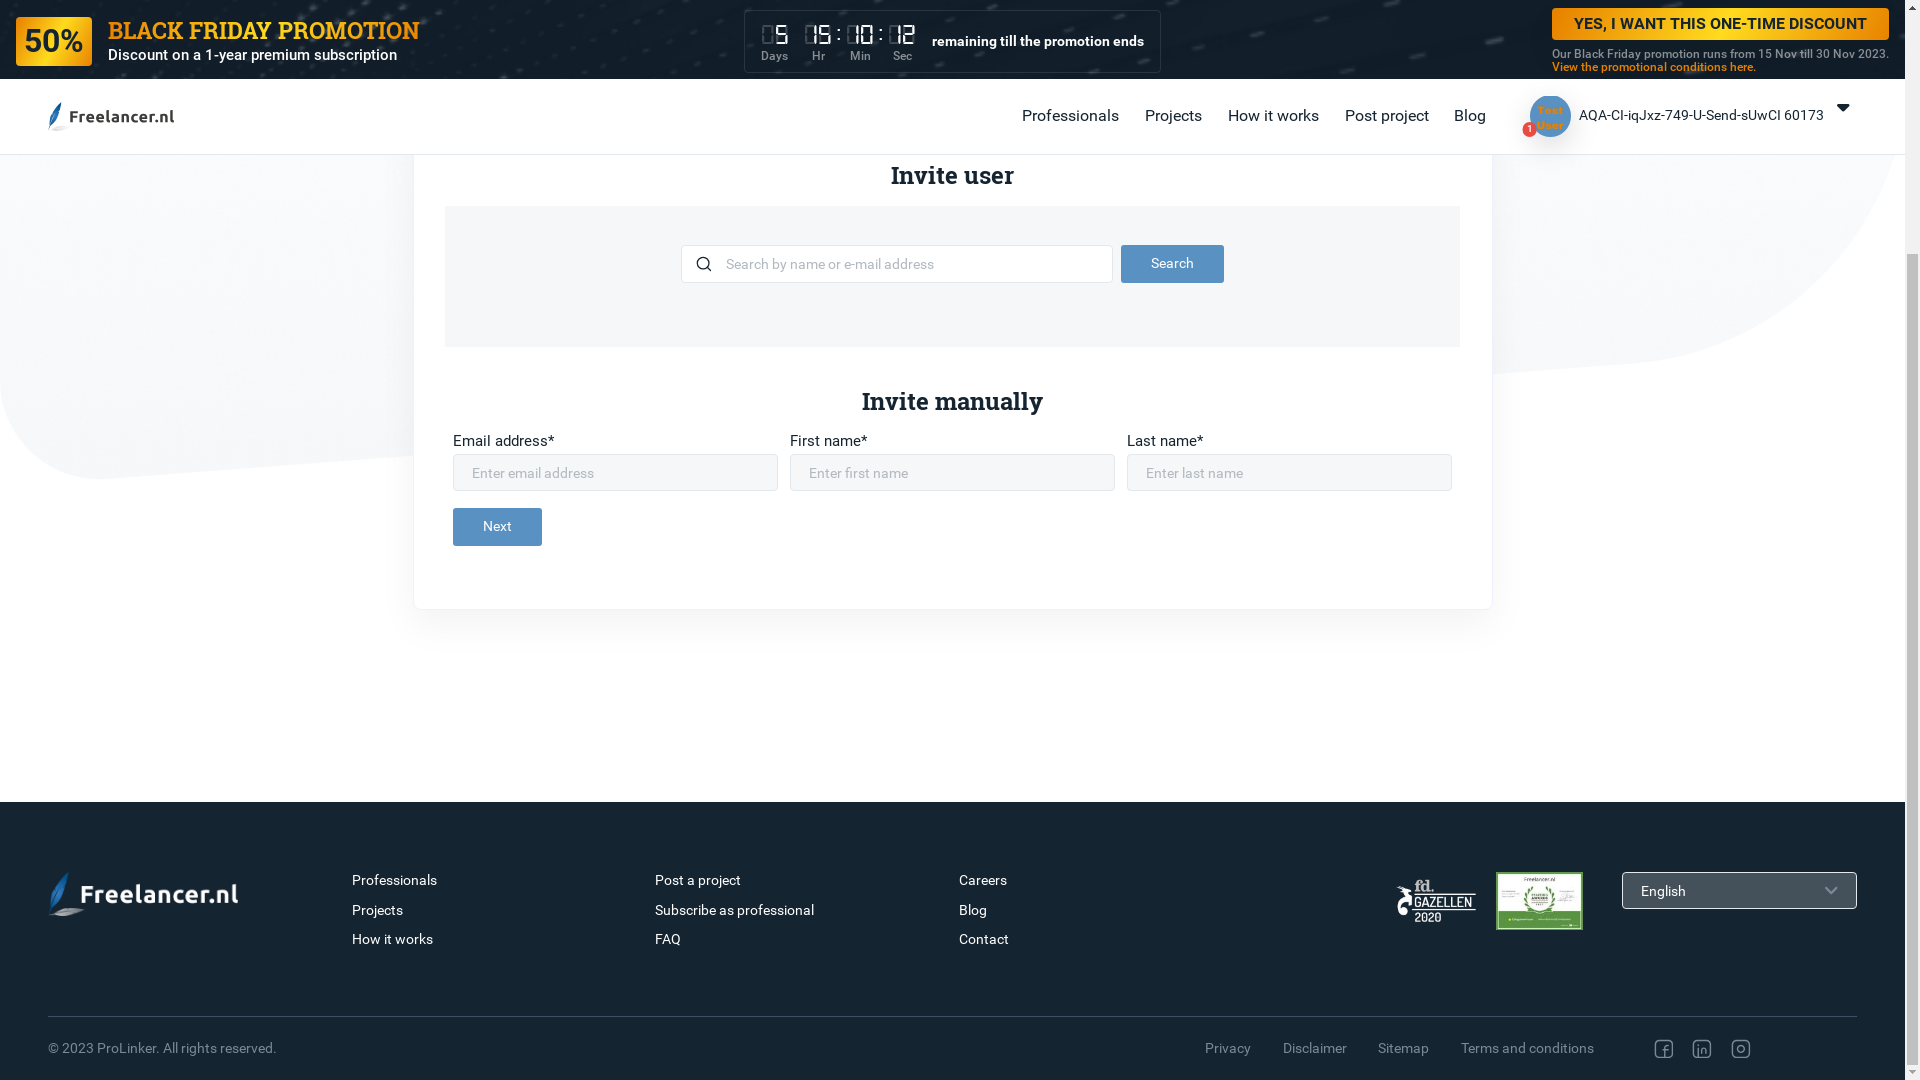 50%
BLACK FRIDAY PROMOTION
Discount on a 1-year premium subscription
5 15 : 10 : 12
Days Hr Min Sec
remaining till the promotion ends
YES, I WANT THIS ONE-TIME DISCOUNT
Our Black Friday promotion runs from 15 Nov till 30 Nov 2023.
View the promotional conditions here.
Freelancer.nl
Professionals Projects How it works Post project Blog
Test
User
1
AQA-CI-iqJxz-749-U-Send-sUwCI 60173
Invite user
Search by name or e-mail address
Search
Invite manually
Email address* First name* Last name*
Enter email address Enter first name Enter last name
Next
Freelancer.nl
Professionals
Projects
How it works
Post a project
Subscribe as professional
FAQ
Careers
Blog
Contact
fd.
GAZELLEN
2020
Freelancer.nl
English
© 2023 ProLinker. All rights reserved.
Privacy Disclaimer Sitemap Terms and conditions